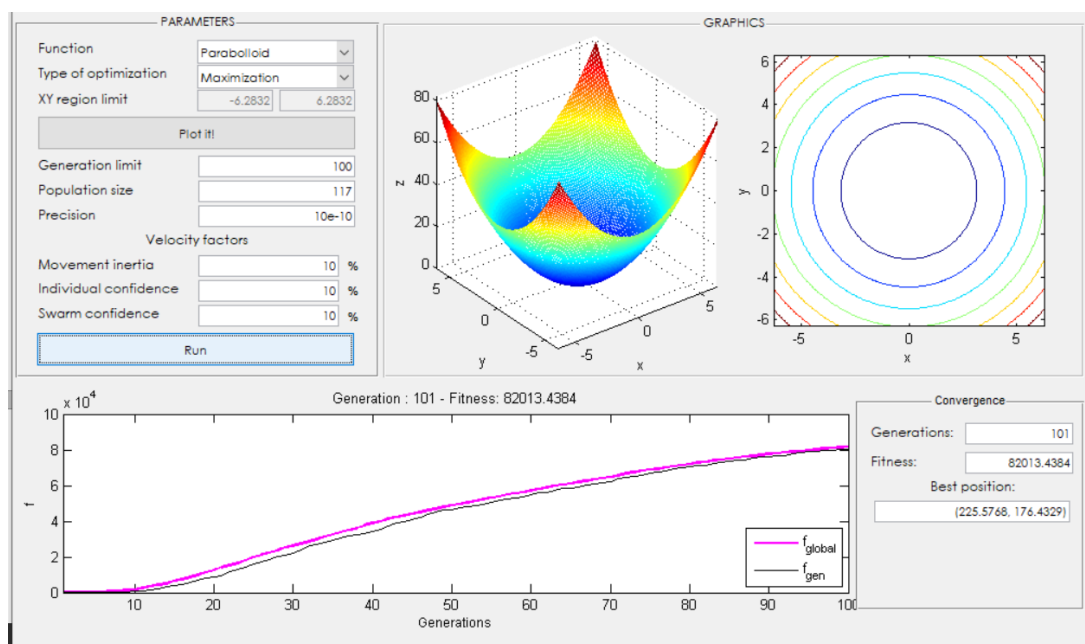 PARAMETERS
Function Parabolloid
Type of optimization Maximization
XY region limit -6.2832 6.2832
Plot it!
Generation limit 100
Population size 117
Precision 10e-10
Velocity factors
Movement inertia 10 %
Individual confidence 10 %
Swarm confidence 10 %
Run
GRAPHICS
80
60
40
20
0
z
5
0
-5
y
-5
0
5
x
6
4
2
0
-2
-4
-6
y
-5 0 5
x
Generation : 101 - Fitness: 82013.4384
x 10^4
10
8
6
4
2
0
f
10 20 30 40 50 60 70 80 90 100
Generations
f_global
f_gen
Convergence
Generations: 101
Fitness: 82013.4384
Best position:
(225.5768, 176.4329)